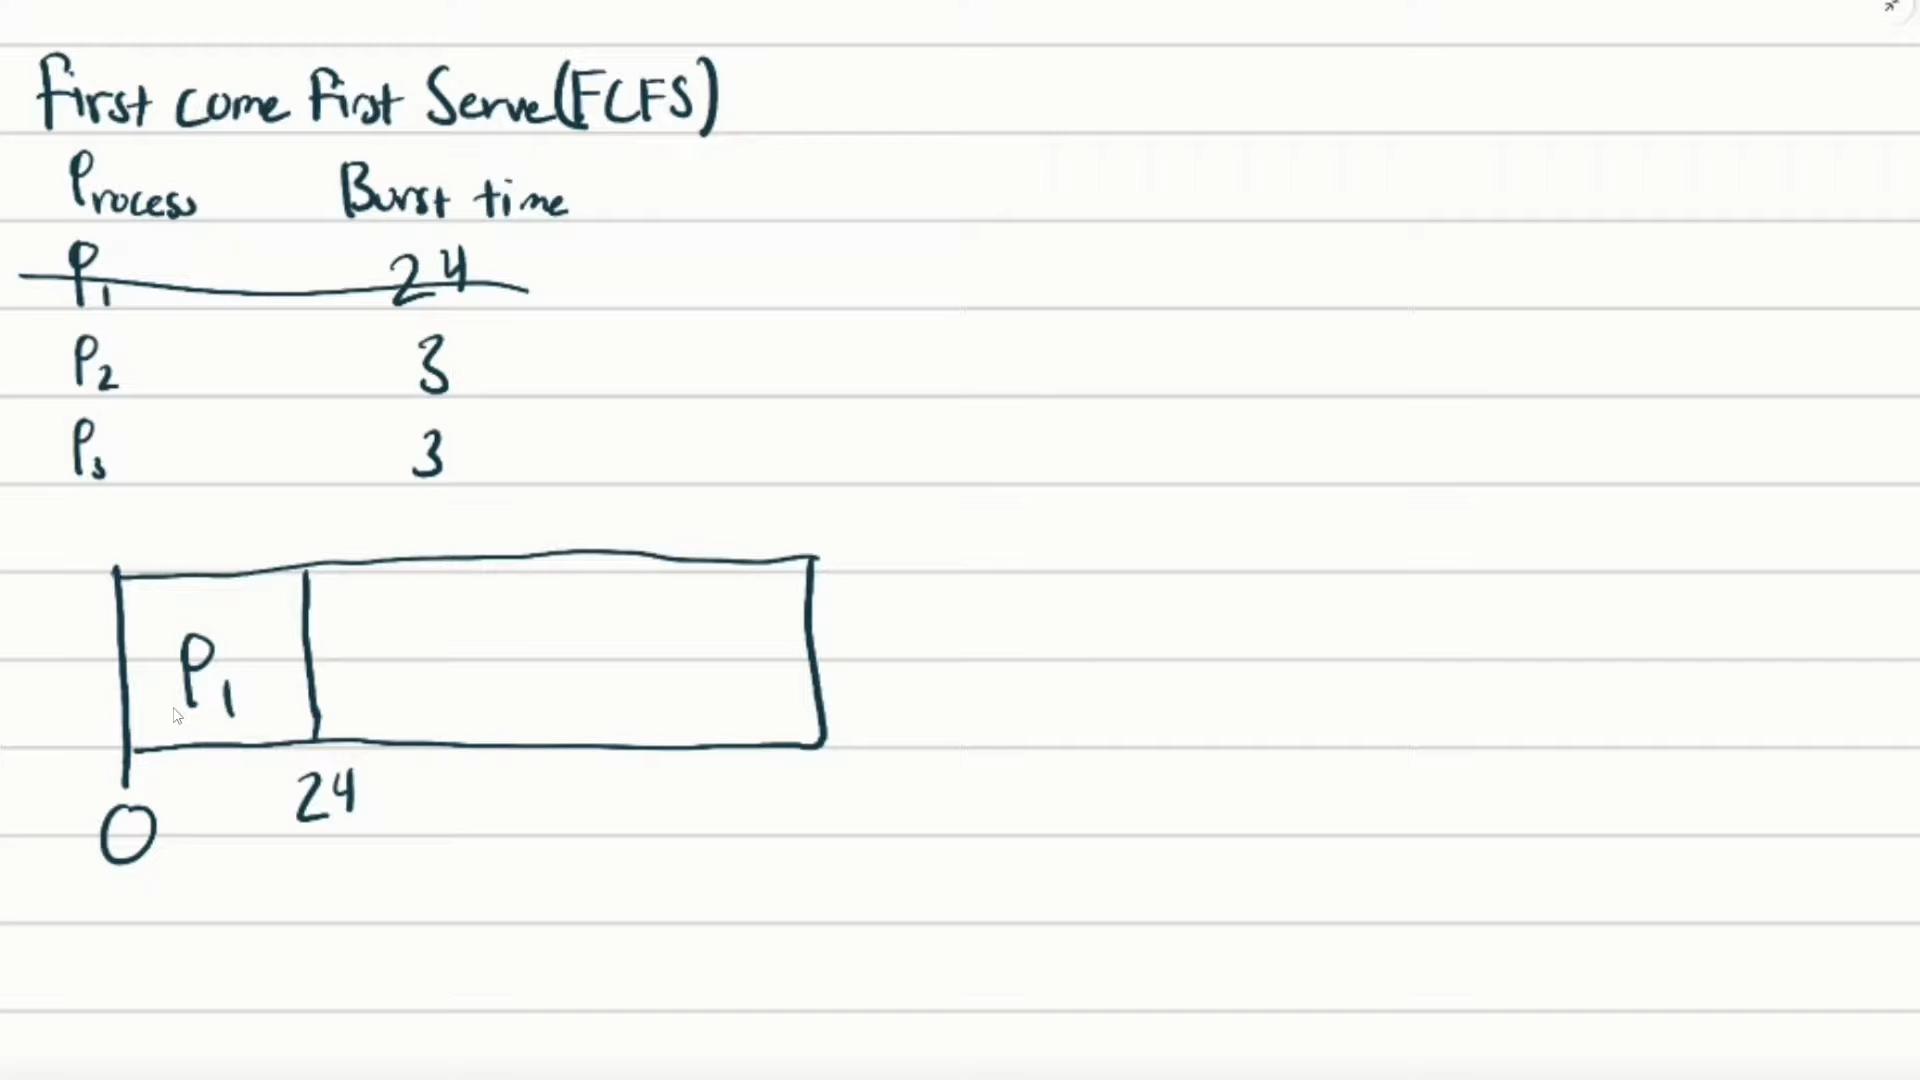 First come First Serve(FCFS)
Process Burst time
P1 24
P2 3
P3 3
P1
24
0